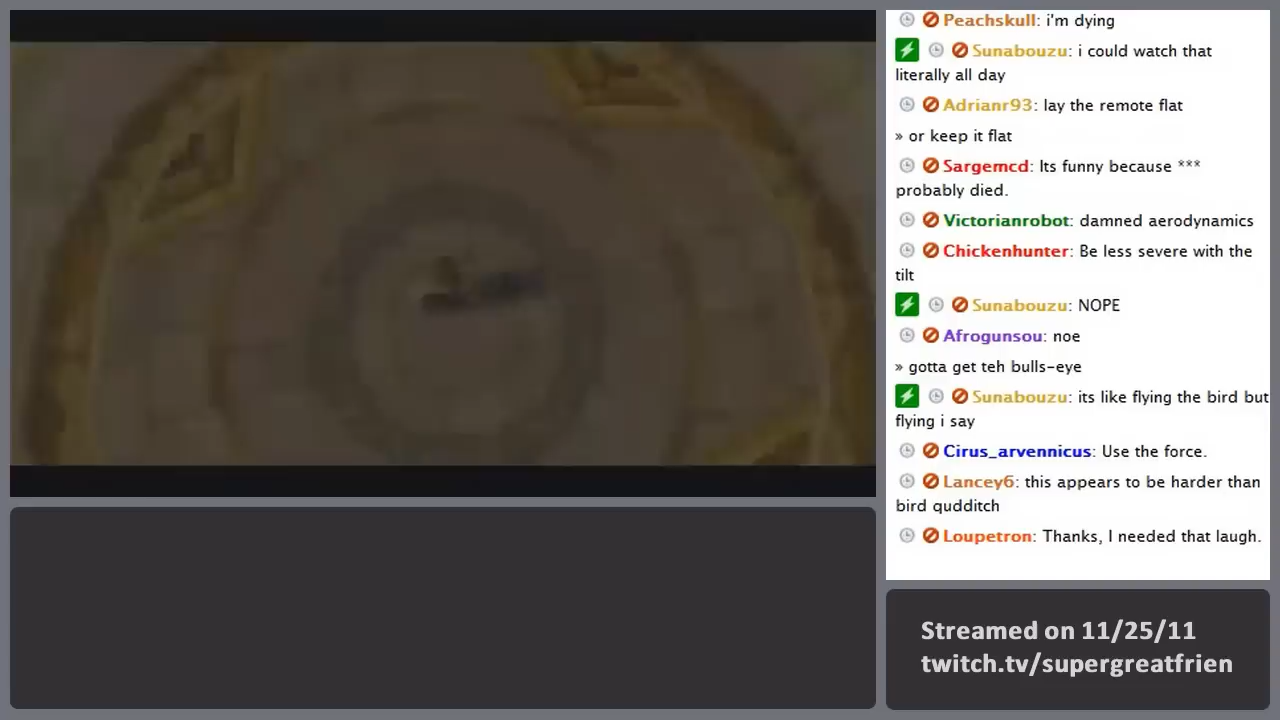 Peachskull: i'm dying
Sunabouzu: i could watch that
literally all day
Adrianr93: lay the remote flat
» or keep it flat
Sargemcd: Its funny because ***
probably died.
Victorianrobot: damned aerodynamics
Chickenhunter: Be less severe with the
tilt
Sunabouzu: NOPE
Afrogunsou: noe
» gotta get teh bulls-eye
Sunabouzu: its like flying the bird but
flying i say
Cirus_arvennicus: Use the force.
Lancey6: this appears to be harder than
bird qudditch
Loupetron: Thanks, I needed that laugh.
Streamed on 11/25/11
twitch.tv/supergreatfrien